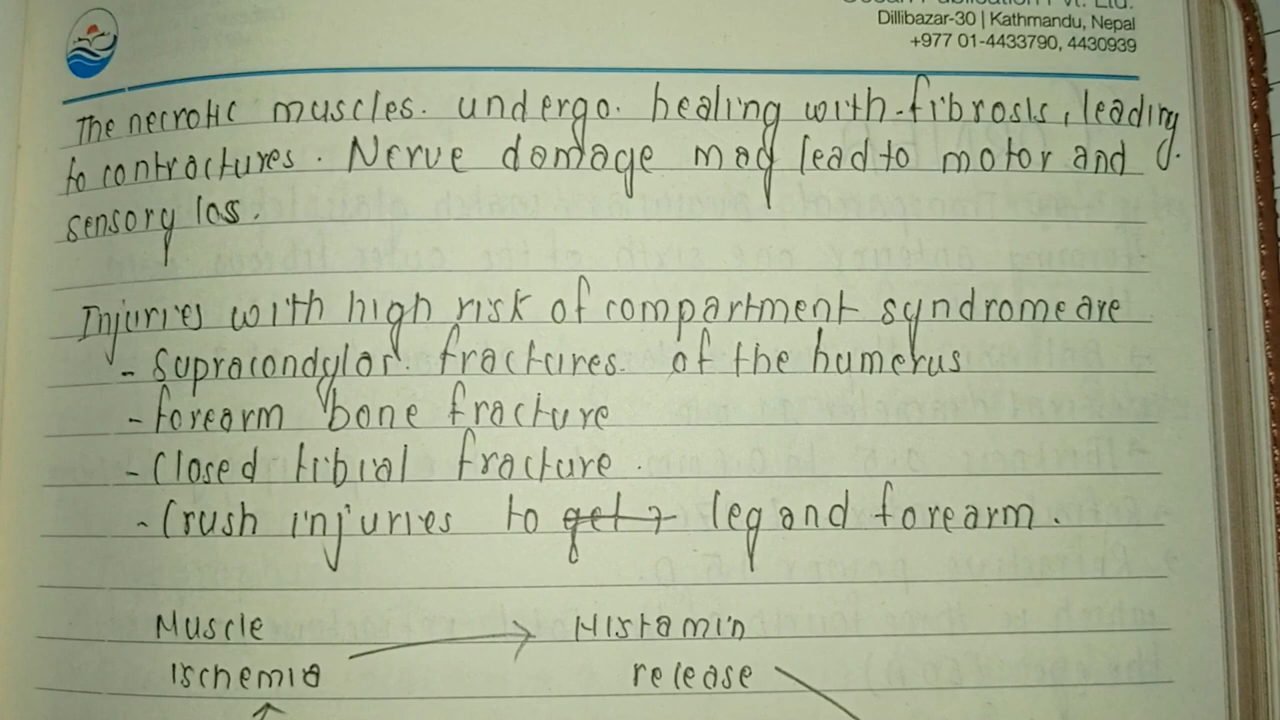 Dillibazar-30 | Kathmandu, Nepal
+977 01-4433790, 4430939
The necrotic muscles. undergo. healing with-fibrosis, leading
to contractures. Nerve damage may lead to motor and
sensory los.
Injuries with high risk of compartment syndrome are
- Supracondylar. fractures. of the humerus
- forearm bone fracture
- Closed tibial fracture.
- Crush injuries to get leg and forearm.
Muscle → Histamin
ischemia release